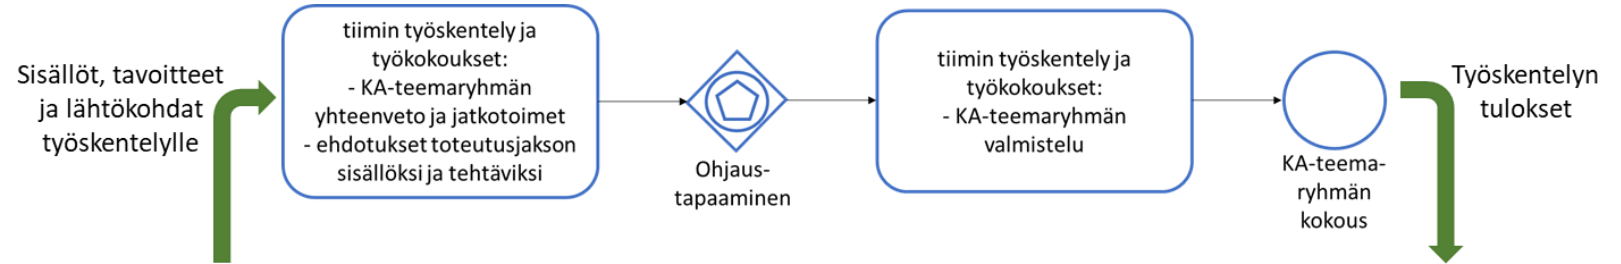 Sisällöt, tavoitteet
ja lähtökohdat
työskentelylle
tiimin työskentely ja
työkokoukset:
- KA-teemaryhmän
yhteenveto ja jatkotoimet
- ehdotukset toteutusjakson
sisällöksi ja tehtäviksi
Ohjaus-
tapaaminen
tiimin työskentely ja
työkokoukset:
- KA-teemaryhmän
valmistelu
KA-teema-
ryhmän
kokous
Työskentelyn
tulokset